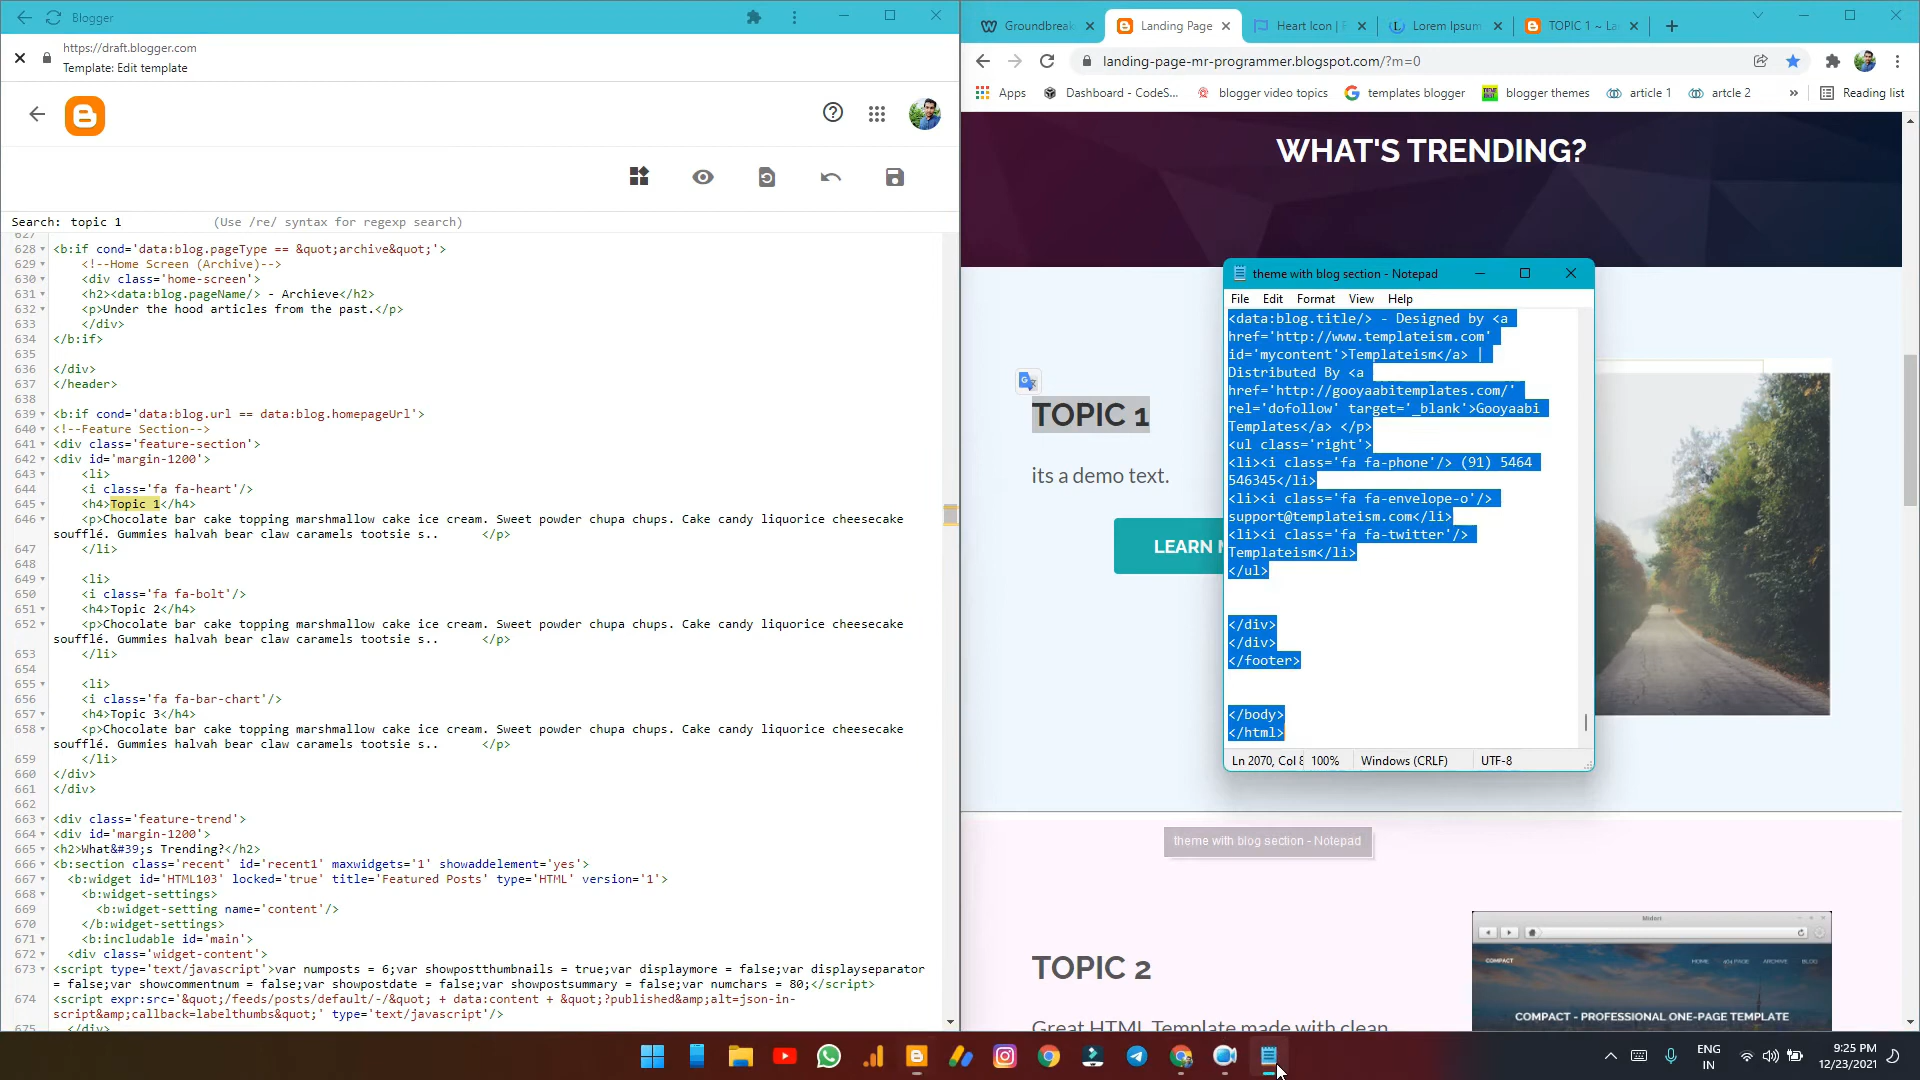 Blogger
https://draft.blogger.com
Template: Edit template
Search: topic 1 (Use /re/ syntax for regexp search)
627
628 <b:if cond='data:blog.pageType == &quot;archive&quot;'>
629 <!--Home Screen (Archive)-->
630 <div class='home-screen'>
631 <h2><data:blog.pageName/> - Archieve</h2>
632 <p>Under the hood articles from the past.</p>
633 </div>
634 </b:if>
635
636 </div>
637 </header>
638
639 <b:if cond='data:blog.url == data:blog.homepageUrl'>
640 <!--Feature Section-->
641 <div class='feature-section'>
642 <div id='margin-1200'>
643 <li>
644 <i class='fa fa-heart'/>
645 <h4>Topic 1</h4>
646 <p>Chocolate bar cake topping marshmallow cake ice cream. Sweet powder chupa chups. Cake candy liquorice cheesecake
soufflé. Gummies halvah bear claw caramels tootsie s.. </p>
647 </li>
648
649 <li>
650 <i class='fa fa-bolt'/>
651 <h4>Topic 2</h4>
652 <p>Chocolate bar cake topping marshmallow cake ice cream. Sweet powder chupa chups. Cake candy liquorice cheesecake
soufflé. Gummies halvah bear claw caramels tootsie s.. </p>
653 </li>
654
655 <li>
656 <i class='fa fa-bar-chart'/>
657 <h4>Topic 3</h4>
658 <p>Chocolate bar cake topping marshmallow cake ice cream. Sweet powder chupa chups. Cake candy liquorice cheesecake
soufflé. Gummies halvah bear claw caramels tootsie s.. </p>
659 </li>
660 </div>
661 </div>
662
663 <div class='feature-trend'>
664 <div id='margin-1200'>
665 <h2>What&#39;s Trending?</h2>
666 <b:section class='recent' id='recent1' maxwidgets='1' showaddelement='yes'>
667 <b:widget id='HTML103' locked='true' title='Featured Posts' type='HTML' version='1'>
668 <b:widget-settings>
669 <b:widget-setting name='content'/>
670 </b:widget-settings>
671 <b:includable id='main'>
672 <div class='widget-content'>
673 <script type='text/javascript'>var numposts = 6;var showpostthumbnails = true;var displaymore = false;var displayseparator
= false;var showcommentnum = false;var showpostdate = false;var showpostsummary = false;var numchars = 80;</script>
674 <script expr:src='&quot;/feeds/posts/default/-/&quot; + data:content + &quot;?published&amp;alt=json-in-
script&amp;callback=labelthumbs&quot;' type='text/javascript'/>
675 </div>
Groundbreak Landing Page Heart Icon | Lorem Ipsum TOPIC 1 ~ La
landing-page-mr-programmer.blogspot.com/?m=0
Apps Dashboard - CodeS... blogger video topics templates blogger blogger themes article 1 artcle 2 » Reading list
WHAT'S TRENDING?
TOPIC 1
its a demo text.
LEARN
theme with blog section - Notepad
File Edit Format View Help
<data:blog.title/> - Designed by <a
href='http://www.templateism.com'
id='mycontent'>Templateism</a> |
Distributed By <a
href='http://gooyaabitemplates.com/'
rel='dofollow' target='_blank'>Gooyaabi
Templates</a> </p>
<ul class='right'>
<li><i class='fa fa-phone'/> (91) 5464
546345</li>
<li><i class='fa fa-envelope-o'/>
support@templateism.com</li>
<li><i class='fa fa-twitter'/>
Templateism</li>
</ul>
</div>
</div>
</footer>
</body>
</html>
Ln 2070, Col 8 100% Windows (CRLF) UTF-8
theme with blog section - Notepad
TOPIC 2
Great HTML Template made with clean
Midori
COMPACT HOME 404 PAGE ARCHIVE BLOG
COMPACT - PROFESSIONAL ONE-PAGE TEMPLATE
ENG
IN
9:25 PM
12/23/2021